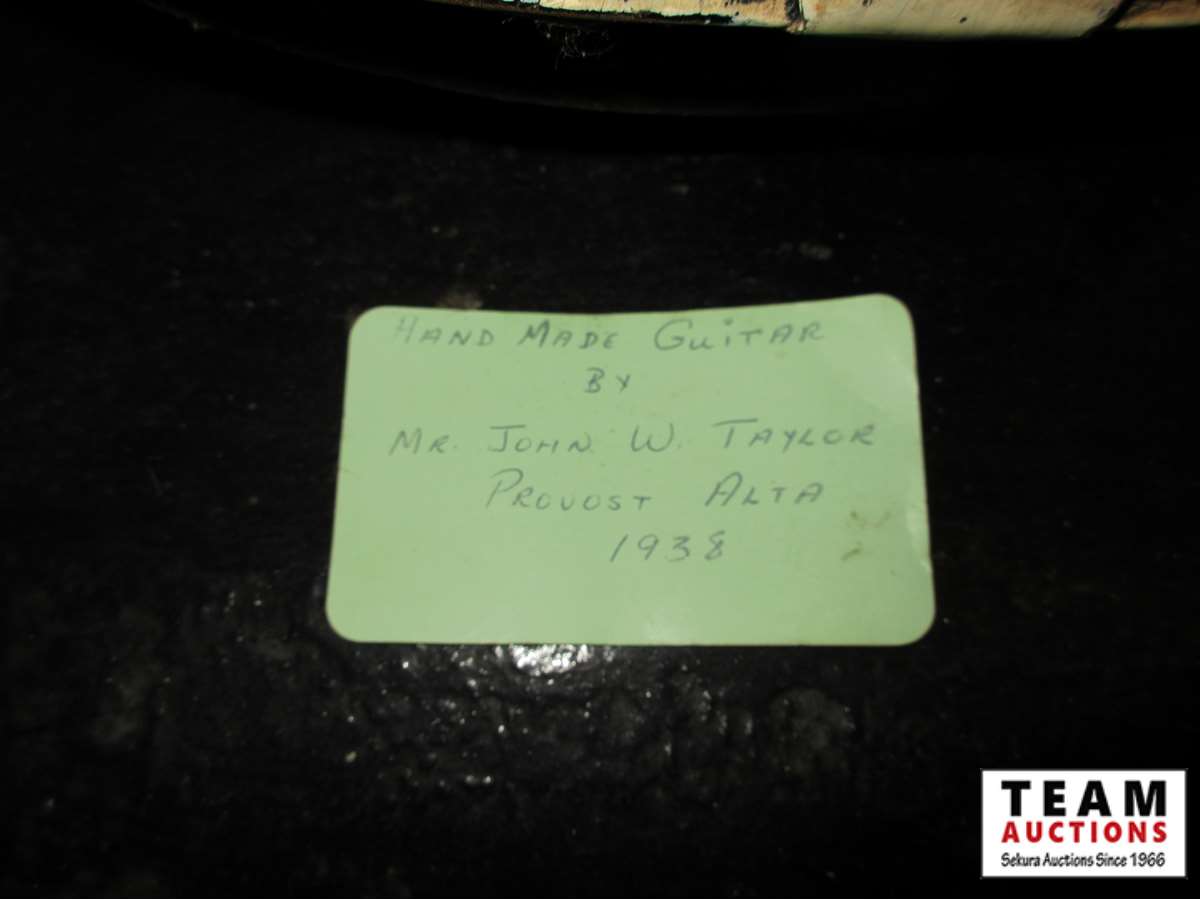 HAND MADE GUITAR
BY
MR. JOHN W. TAYLOR
PROVOST ALTA
1938
TEAM
AUCTIONS
Sekura Auctions Since 1966